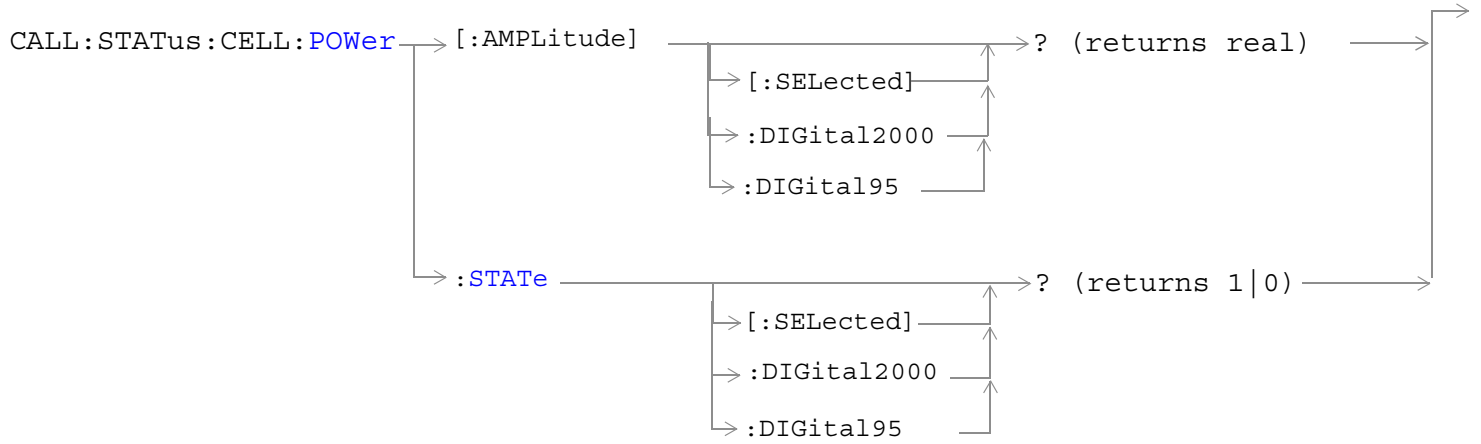 CALL:STATus:CELL:POWer [:AMPLitude] ? (returns real)
[:SELected]
:DIGital2000
:DIGital95
:STATe ? (returns 1|0)
[:SELected]
:DIGital2000
:DIGital95